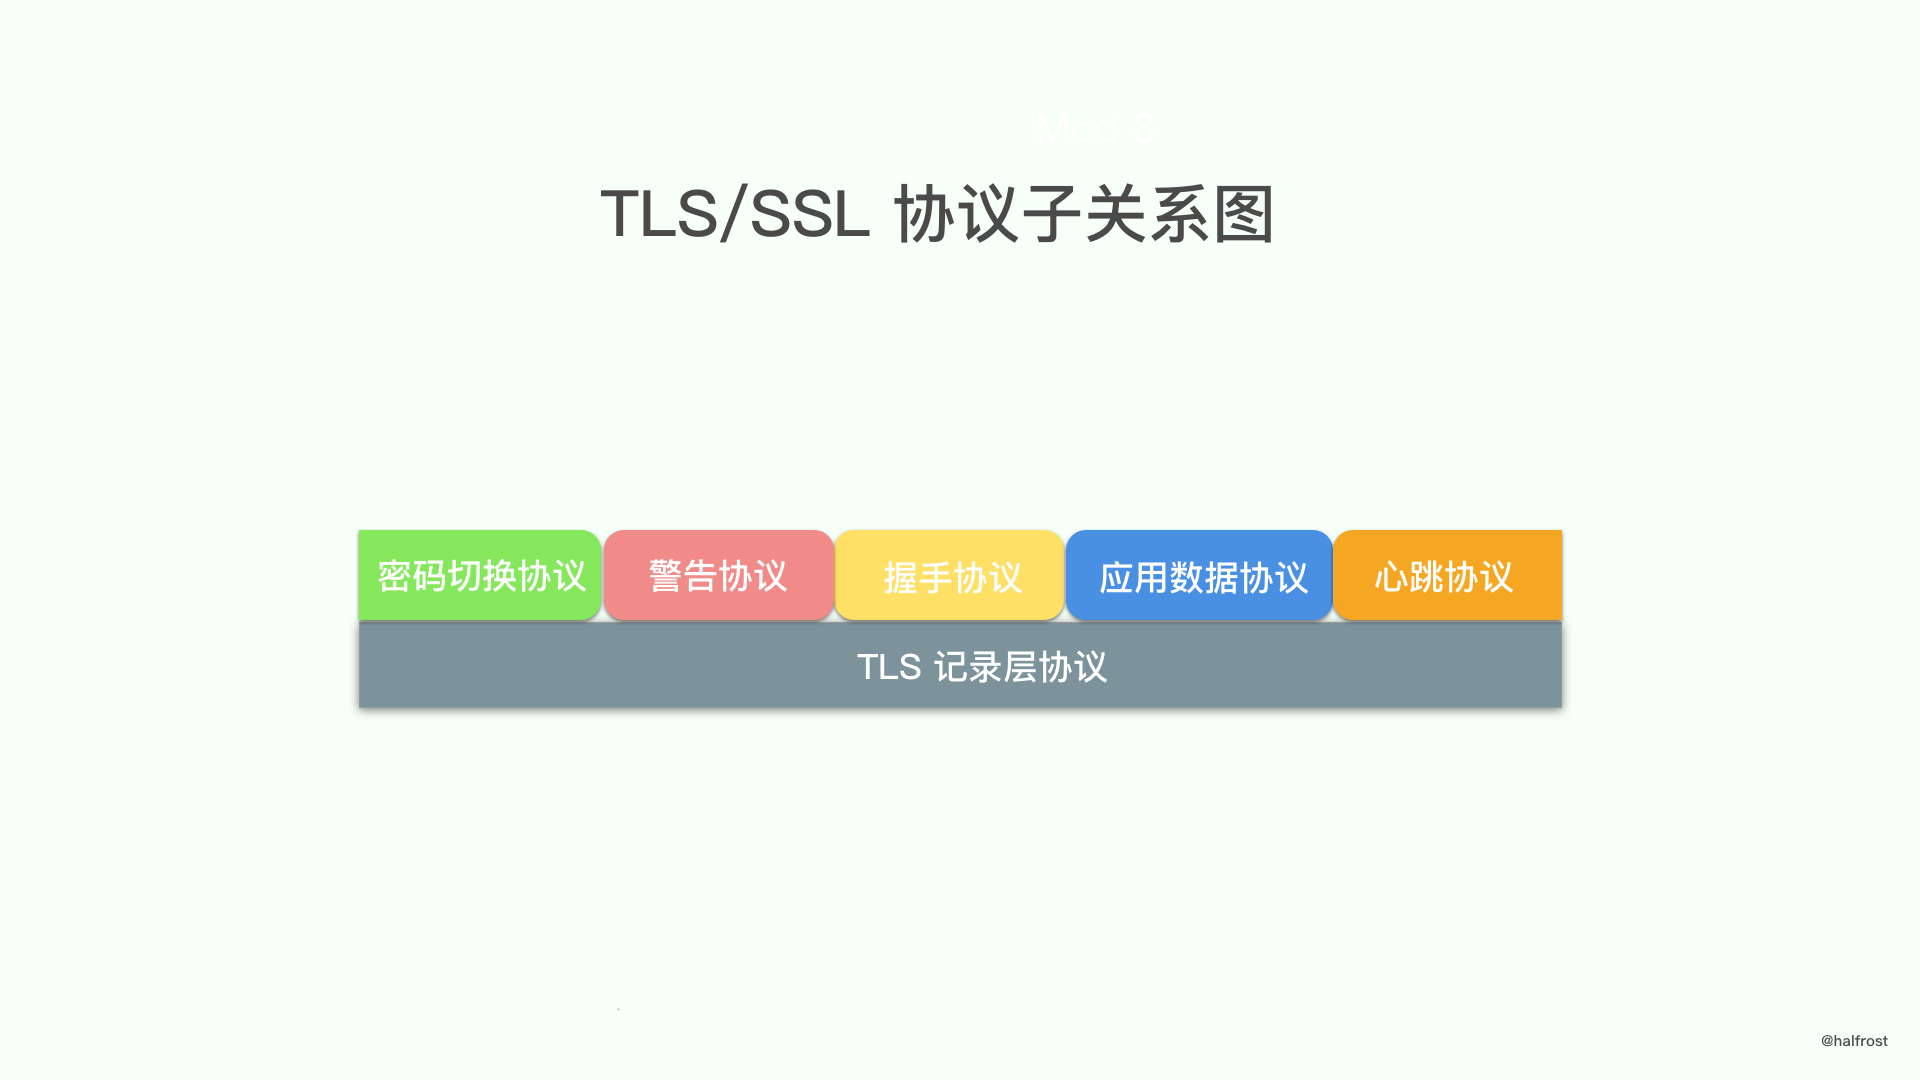 Mod 8
TLS/SSL 协议子关系图
密码切换协议 警告协议 握手协议 应用数据协议 心跳协议
TLS 记录层协议
@halfrost